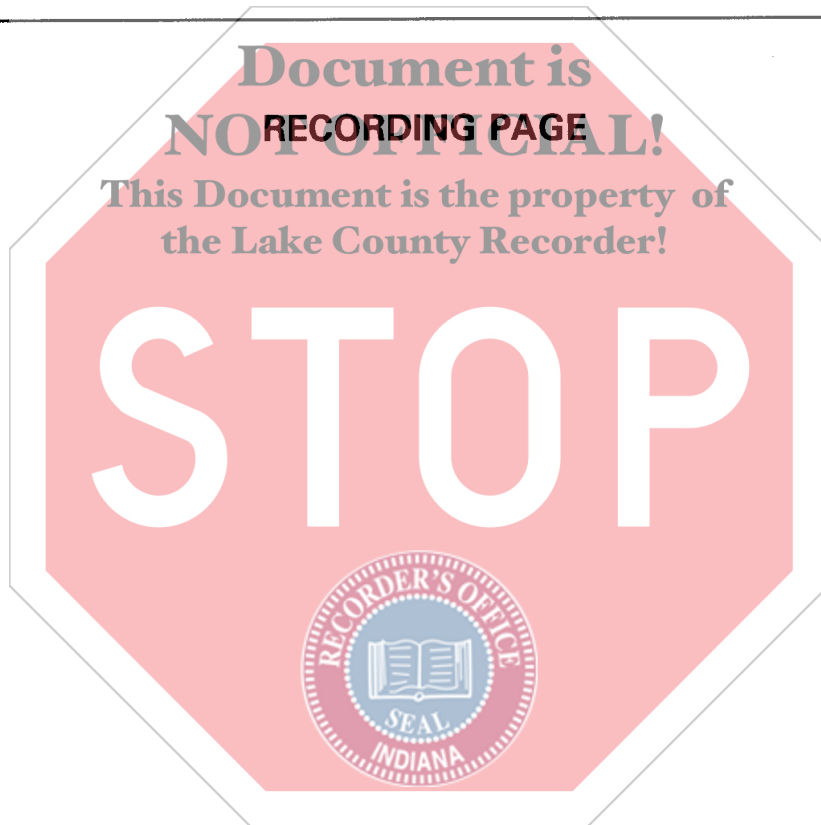 Document is
NOT OFFICIAL!
RECORDING PAGE
This Document is the property of
the Lake County Recorder!
STOP
RECORDER'S OFFICE
SEAL
INDIANA